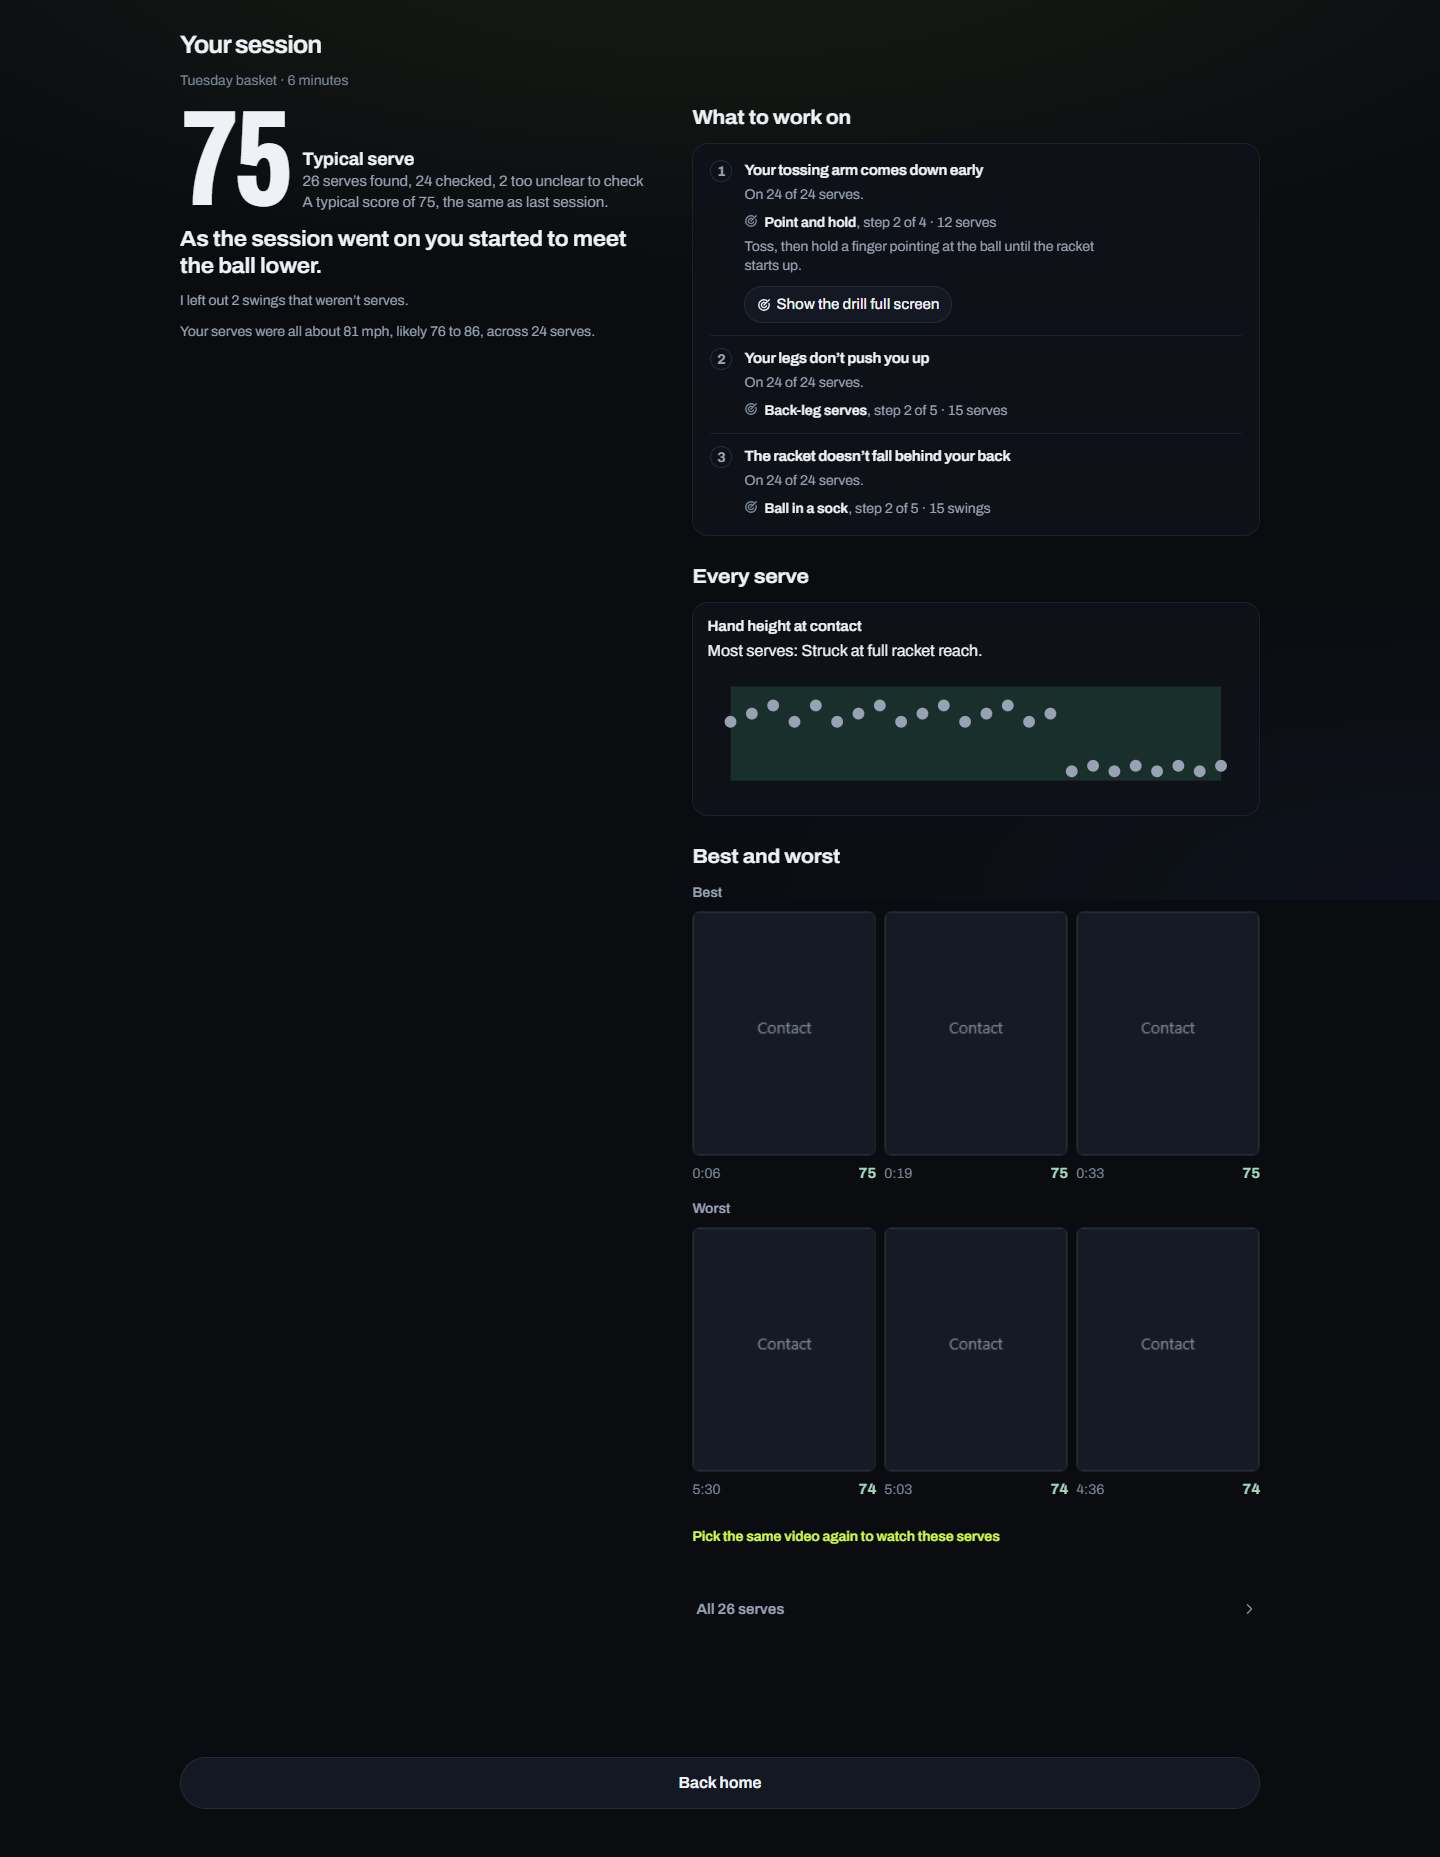 Your session
Tuesday basket · 6 minutes
75
Typical serve
26 serves found, 24 checked, 2 too unclear to check
A typical score of 75, the same as last session.
As the session went on you started to meet
the ball lower.
I left out 2 swings that weren’t serves.
Your serves were all about 81 mph, likely 76 to 86, across 24 serves.
What to work on
1 Your tossing arm comes down early
On 24 of 24 serves.
Point and hold, step 2 of 4 · 12 serves
Toss, then hold a finger pointing at the ball until the racket
starts up.
Show the drill full screen
2 Your legs don’t push you up
On 24 of 24 serves.
Back-leg serves, step 2 of 5 · 15 serves
3 The racket doesn’t fall behind your back
On 24 of 24 serves.
Ball in a sock, step 2 of 5 · 15 swings
Every serve
Hand height at contact
Most serves: Struck at full racket reach.
Best and worst
Best
Contact Contact Contact
0:06 75 0:19 75 0:33 75
Worst
Contact Contact Contact
5:30 74 5:03 74 4:36 74
Pick the same video again to watch these serves
All 26 serves
Back home